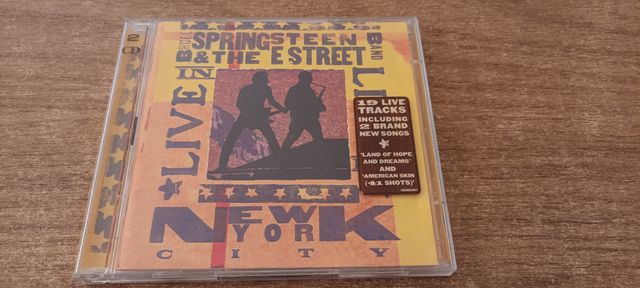 2
CD
BRUCE
SPRINGSTEEN
& THE E STREET
BAND
LIVE IN
NEW
YORK
CITY
19 LIVE
TRACKS
INCLUDING
2 BRAND
NEW SONGS
"LAND OF HOPE
AND DREAMS"
AND
"AMERICAN SKIN
(41 SHOTS)"